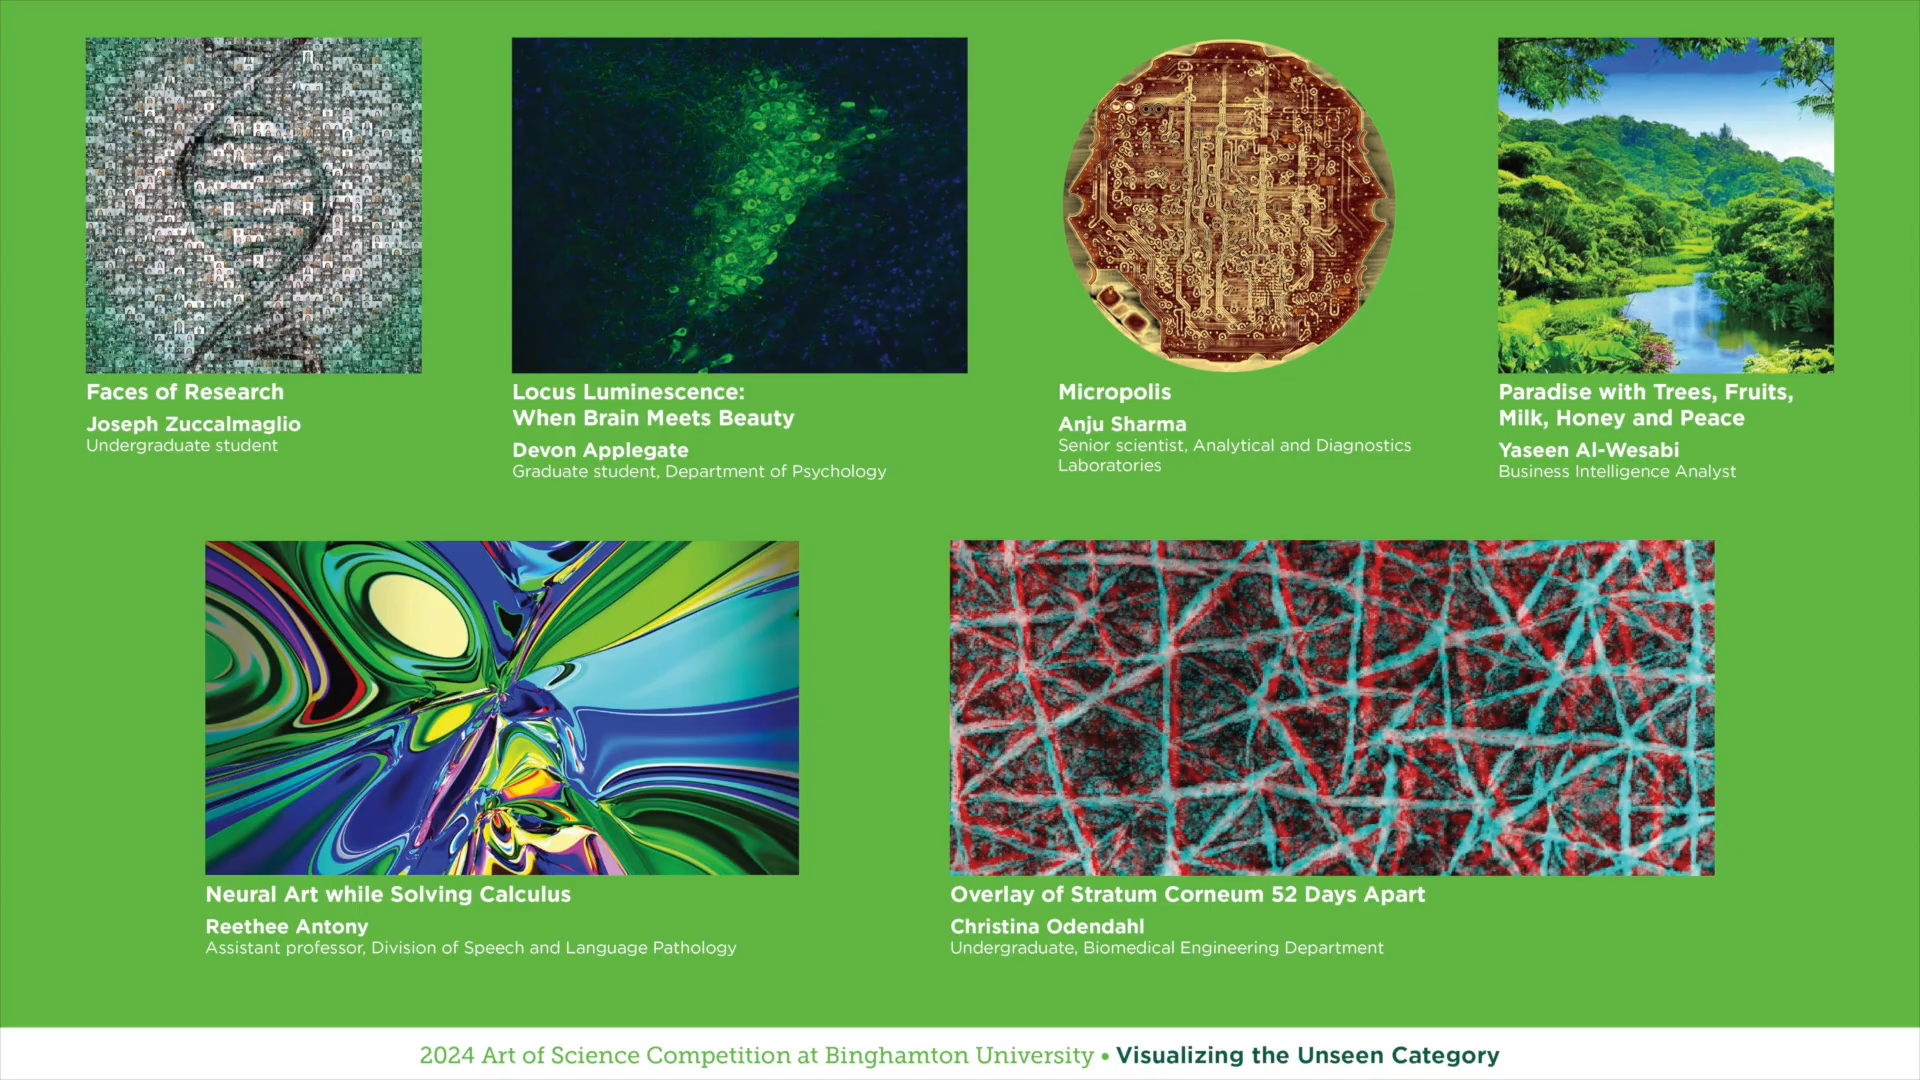 Faces of Research
Joseph Zuccalmaglio
Undergraduate student
Locus Luminescence:
When Brain Meets Beauty
Devon Applegate
Graduate student, Department of Psychology
Micropolis
Anju Sharma
Senior scientist, Analytical and Diagnostics
Laboratories
Paradise with Trees, Fruits,
Milk, Honey and Peace
Yaseen Al-Wesabi
Business Intelligence Analyst
Neural Art while Solving Calculus
Reethee Antony
Assistant professor, Division of Speech and Language Pathology
Overlay of Stratum Corneum 52 Days Apart
Christina Odendahl
Undergraduate, Biomedical Engineering Department
2024 Art of Science Competition at Binghamton University • Visualizing the Unseen Category